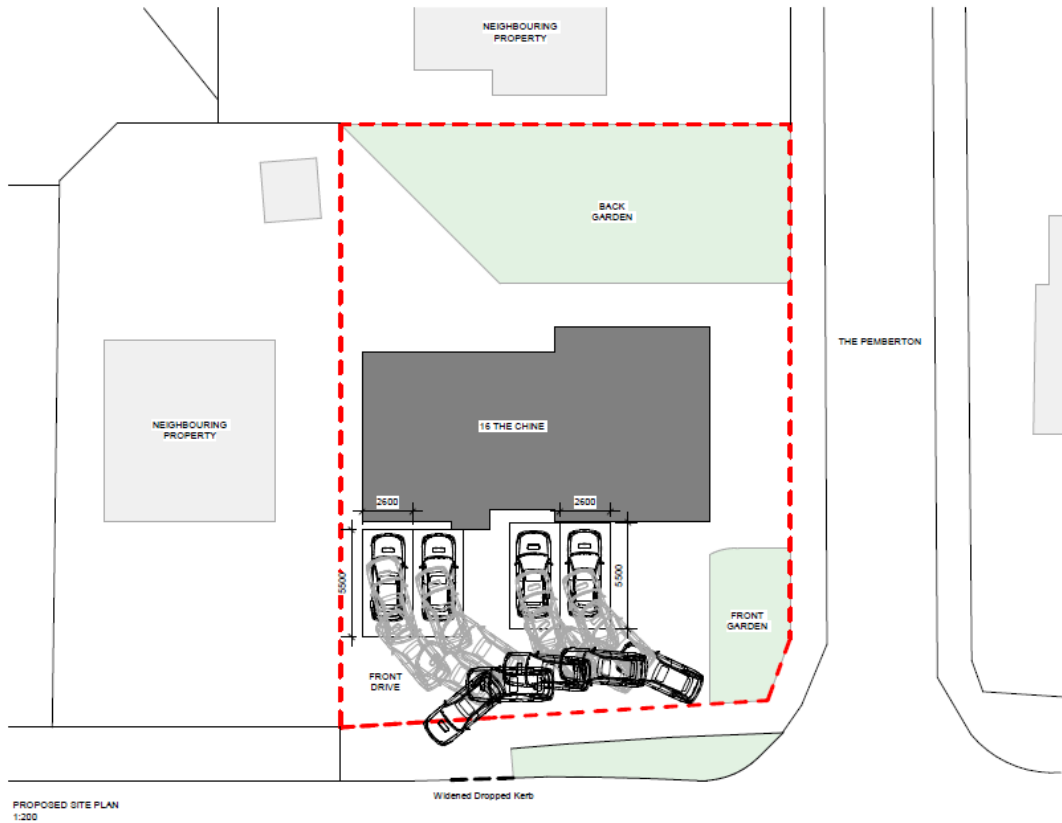 NEIGHBOURING
PROPERTY
BACK
GARDEN
THE PEMBERTON
NEIGHBOURING
PROPERTY
16 THE CHINE
2600
2600
5500
5500
FRONT
GARDEN
FRONT
DRIVE
Widened Dropped Kerb
PROPOSED SITE PLAN
1:200